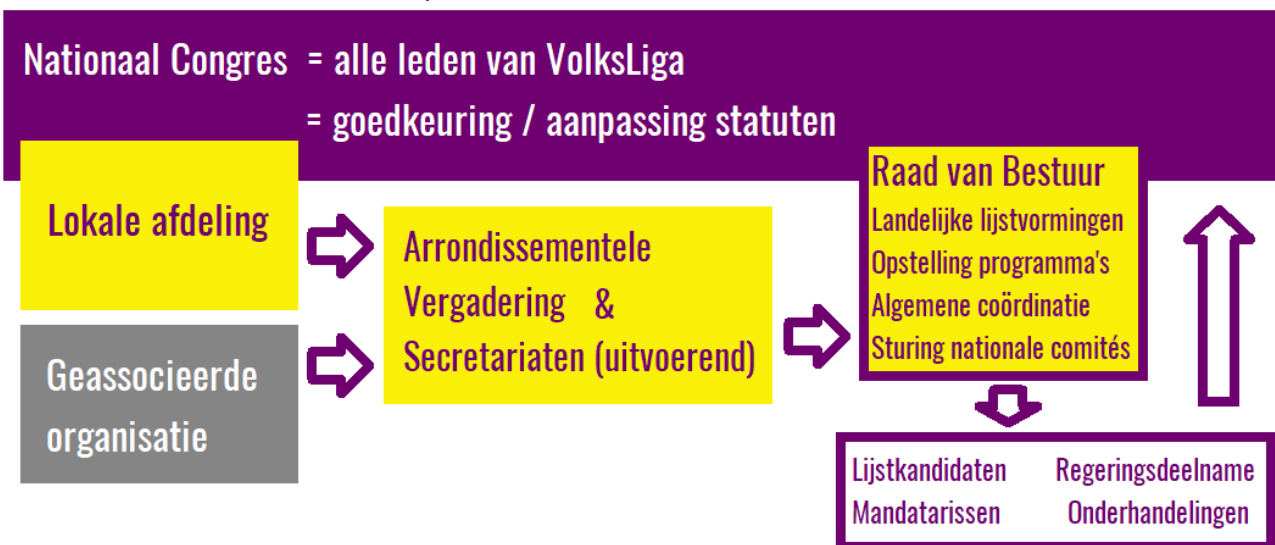 Nationaal Congres = alle leden van VolksLiga
= goedkeuring / aanpassing statuten
Lokale afdeling
Geassocieerde
organisatie
Arrondissementele
Vergadering &
Secretariaten (uitvoerend)
Raad van Bestuur
Landelijke lijstvormingen
Opstelling programma's
Algemene coördinatie
Sturing nationale comités
Lijstkandidaten Regeringsdeelname
Mandatarissen Onderhandelingen